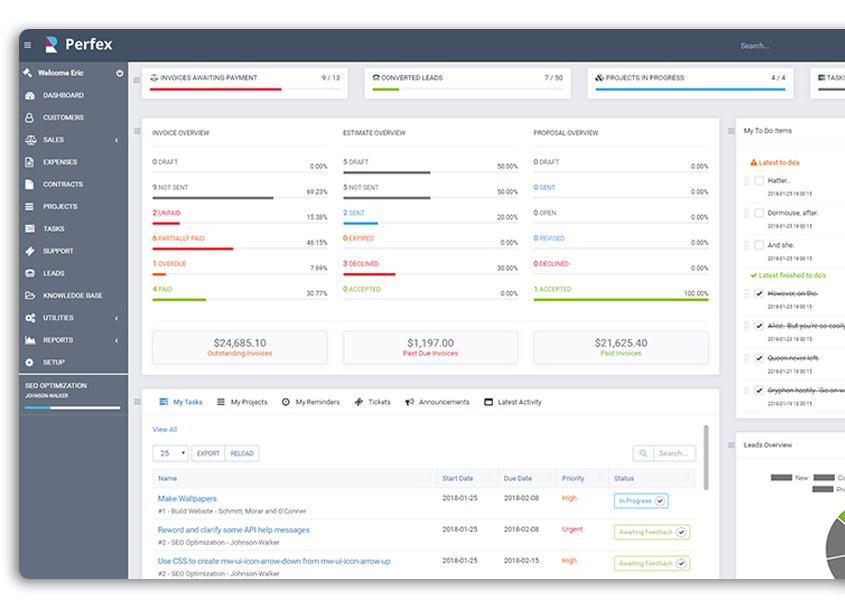 Perfex
Search...
Welcome Eric
DASHBOARD
CUSTOMERS
SALES
EXPENSES
CONTRACTS
PROJECTS
TASKS
SUPPORT
LEADS
KNOWLEDGE BASE
UTILITIES
REPORTS
SETUP
SEO OPTIMIZATION
JOHNSON-WALKER
INVOICES AWAITING PAYMENT 9 / 13
CONVERTED LEADS 7 / 50
PROJECTS IN PROGRESS 4 / 4
TASKS
INVOICE OVERVIEW
0 DRAFT 0.00%
9 NOT SENT 69.23%
2 UNPAID 15.38%
6 PARTIALLY PAID 46.15%
1 OVERDUE 7.69%
4 PAID 30.77%
ESTIMATE OVERVIEW
5 DRAFT 50.00%
5 NOT SENT 50.00%
2 SENT 20.00%
0 EXPIRED 0.00%
3 DECLINED 30.00%
0 ACCEPTED 0.00%
PROPOSAL OVERVIEW
0 DRAFT 0.00%
0 SENT 0.00%
0 OPEN 0.00%
0 REVISED 0.00%
0 DECLINED 0.00%
1 ACCEPTED 100.00%
$24,685.10
Outstanding Invoices
$1,197.00
Past Due Invoices
$21,625.40
Paid Invoices
My To Do Items
Latest to do's
Hatter..
2018-01-25 18:00:15
Dormouse, after.
2018-01-25 18:00:15
And she.
2018-01-25 18:00:15
Latest finished to do's
However, on the.
2018-01-25 18:00:15
Alice. 'But you're so easily
2018-01-23 18:00:15
Queen never left.
2018-01-21 18:00:15
Gryphon hastily. 'Go on w
2018-01-19 18:00:15
My Tasks My Projects My Reminders Tickets Announcements Latest Activity
View All
25 EXPORT RELOAD Search...
Name Start Date Due Date Priority Status
Make Wallpapers 2018-01-25 2018-02-08 High In Progress
#1 - Build Website - Schmitt, Morar and O'Conner
Reword and clarify some API help messages 2018-01-25 2018-02-08 Urgent Awaiting Feedback
#2 - SEO Optimization - Johnson-Walker
Use CSS to create mw-ui-icon-arrow-down from mw-ui-icon-arrow-up 2018-01-25 2018-02-15 High Awaiting Feedback
#2 - SEO Optimization - Johnson-Walker
Leads Overview
New Co
Pr